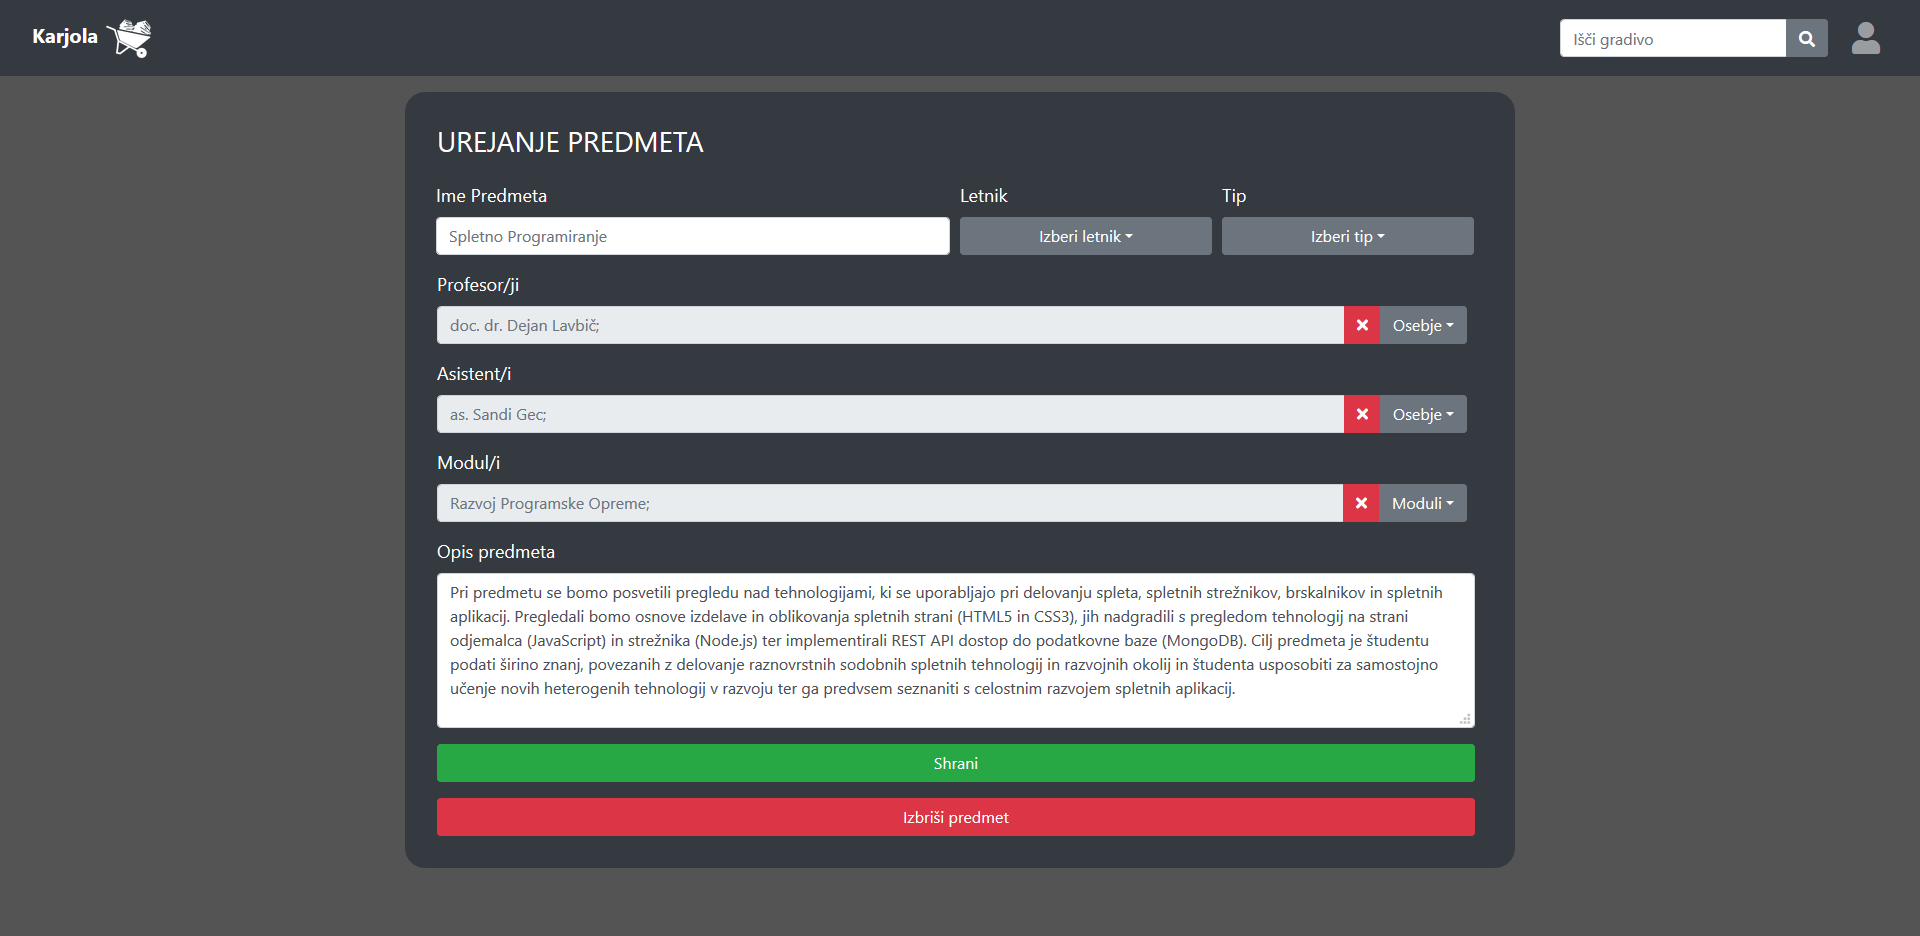 Karjola
Išči gradivo
UREJANJE PREDMETA
Ime Predmeta
Letnik
Tip
Spletno Programiranje
Izberi letnik
Izberi tip
Profesor/ji
doc. dr. Dejan Lavbič;
Osebje
Asistent/i
as. Sandi Gec;
Osebje
Modul/i
Razvoj Programske Opreme;
Moduli
Opis predmeta
Pri predmetu se bomo posvetili pregledu nad tehnologijami, ki se uporabljajo pri delovanju spleta, spletnih strežnikov, brskalnikov in spletnih
aplikacij. Pregledali bomo osnove izdelave in oblikovanja spletnih strani (HTML5 in CSS3), jih nadgradili s pregledom tehnologij na strani
odjemalca (JavaScript) in strežnika (Node.js) ter implementirali REST API dostop do podatkovne baze (MongoDB). Cilj predmeta je študentu
podati širino znanj, povezanih z delovanje raznovrstnih sodobnih spletnih tehnologij in razvojnih okolij in študenta usposobiti za samostojno
učenje novih heterogenih tehnologij v razvoju ter ga predvsem seznaniti s celostnim razvojem spletnih aplikacij.
Shrani
Izbriši predmet